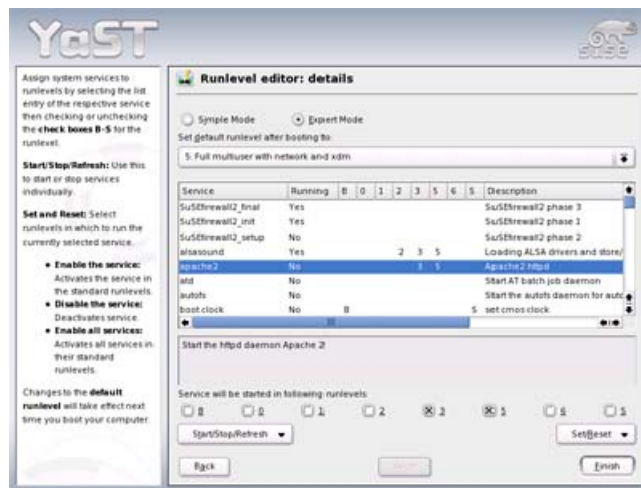 YaST
SuSE
Assign system services to
runlevels by selecting the list
entry of the respective service
then checking or unchecking
the check boxes B-S for the
runlevel.
Start/Stop/Refresh: Use this
to start or stop services
individually.
Set and Reset: Select
runlevels in which to run the
currently selected service.
Enable the service:
Activates the service in
the standard runlevels.
Disable the service:
Deactivates service.
Enable all services:
Activates all services in
their standard
runlevels.
Changes to the default
runlevel will take effect next
time you boot your computer.
Runlevel editor: details
Simple Mode Expert Mode
Set default runlevel after booting to:
5: Full multiuser with network and xdm
Service Running B 0 1 2 3 5 6 S Description
SuSEfirewall2_final Yes SuSEfirewall2 phase 3
SuSEfirewall2_init Yes SuSEfirewall2 phase 1
SuSEfirewall2_setup No SuSEfirewall2 phase 2
alsasound Yes 2 3 5 Loading ALSA drivers and store/
apache2 No 3 5 Apache2 httpd
atd No Start AT batch job daemon
autofs No Start the autofs daemon for auto
boot.clock No B S set cmos clock
Start the httpd daemon Apache 2
Service will be started in following runlevels:
B 0 1 2 3 5 6 S
Start/Stop/Refresh Set/Reset
Back Finish